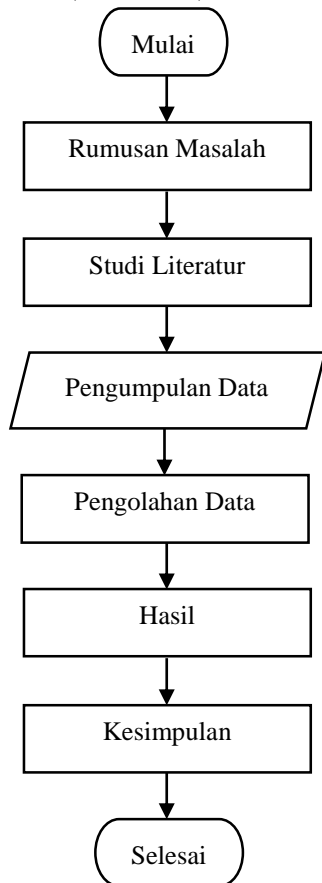 Mulai
Rumusan Masalah
Studi Literatur
Pengumpulan Data
Pengolahan Data
Hasil
Kesimpulan
Selesai